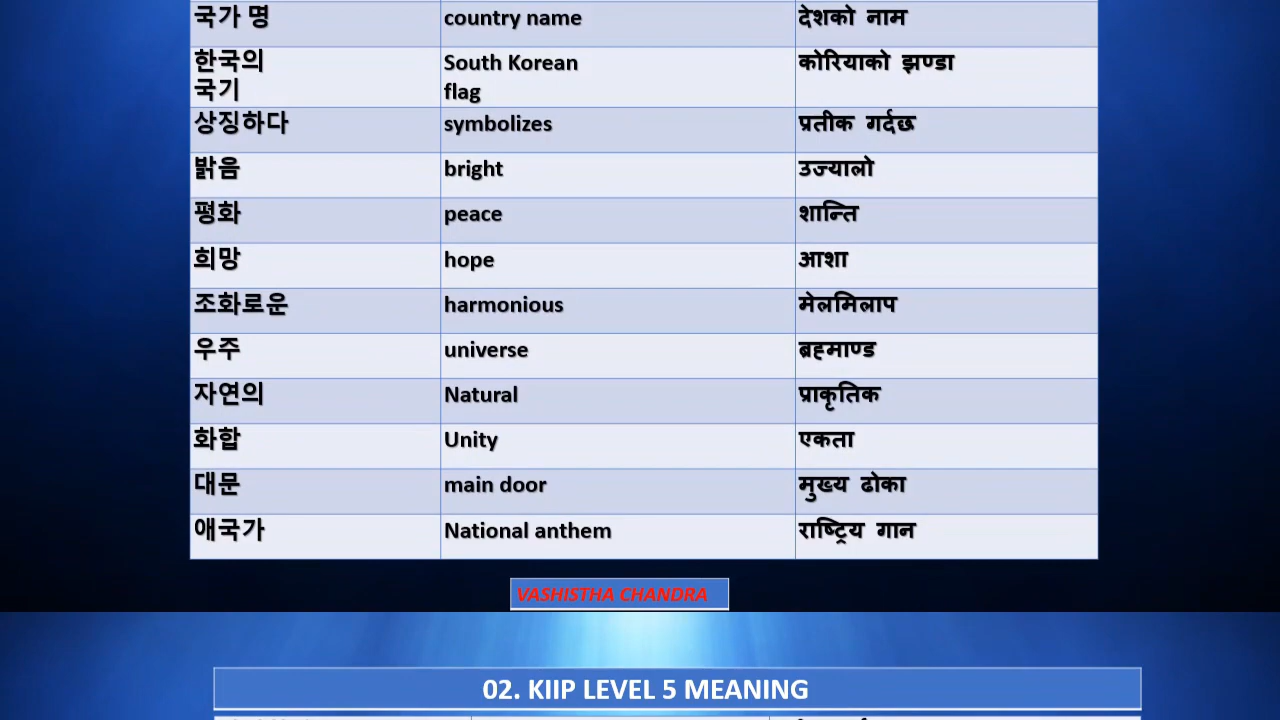 국가 명 country name देशको नाम
한국의 South Korean कोरियाको झण्डा
국기 flag
상징하다 symbolizes प्रतीक गर्दछ
밝음 bright उज्यालो
평화 peace शान्ति
희망 hope आशा
조화로운 harmonious मेलमिलाप
우주 universe ब्रह्माण्ड
자연의 Natural प्राकृतिक
화합 Unity एकता
대문 main door मुख्य ढोका
애국가 National anthem राष्ट्रिय गान
VASHISTHA CHANDRA
02. KIIP LEVEL 5 MEANING